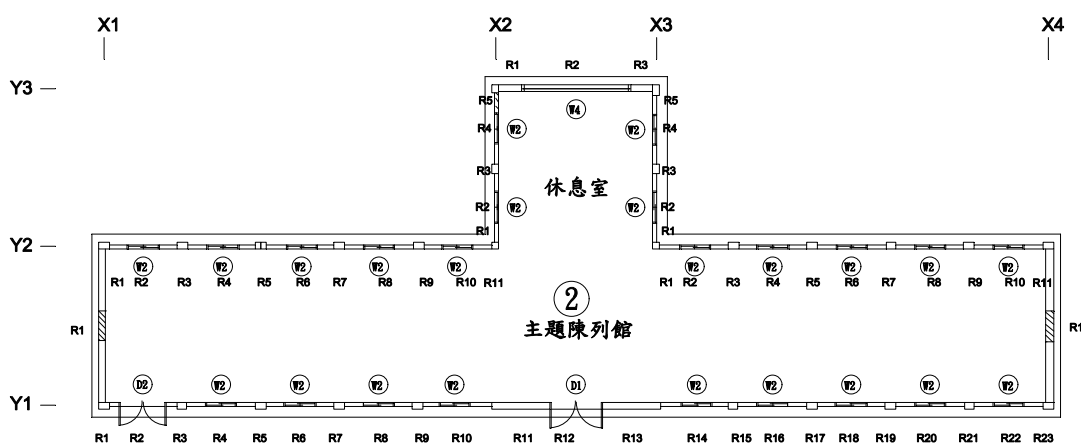 X1 X2 X3 X4
R1 R2 R3
Y3
R5 R5
W4
R4 W2 W2 R4
R3 R3
休息室
R2 W2 W2 R2
R1 R1
Y2
W2 W2 W2 W2 W2 W2 W2 W2 W2 W2
R1 R2 R3 R4 R5 R6 R7 R8 R9 R10 R11 R1 R2 R3 R4 R5 R6 R7 R8 R9 R10 R11
2
R1 主題陳列館 R1
D2 W2 W2 W2 W2 D1 W2 W2 W2 W2 W2
Y1
R1 R2 R3 R4 R5 R6 R7 R8 R9 R10 R11 R12 R13 R14 R15 R16 R17 R18 R19 R20 R21 R22 R23